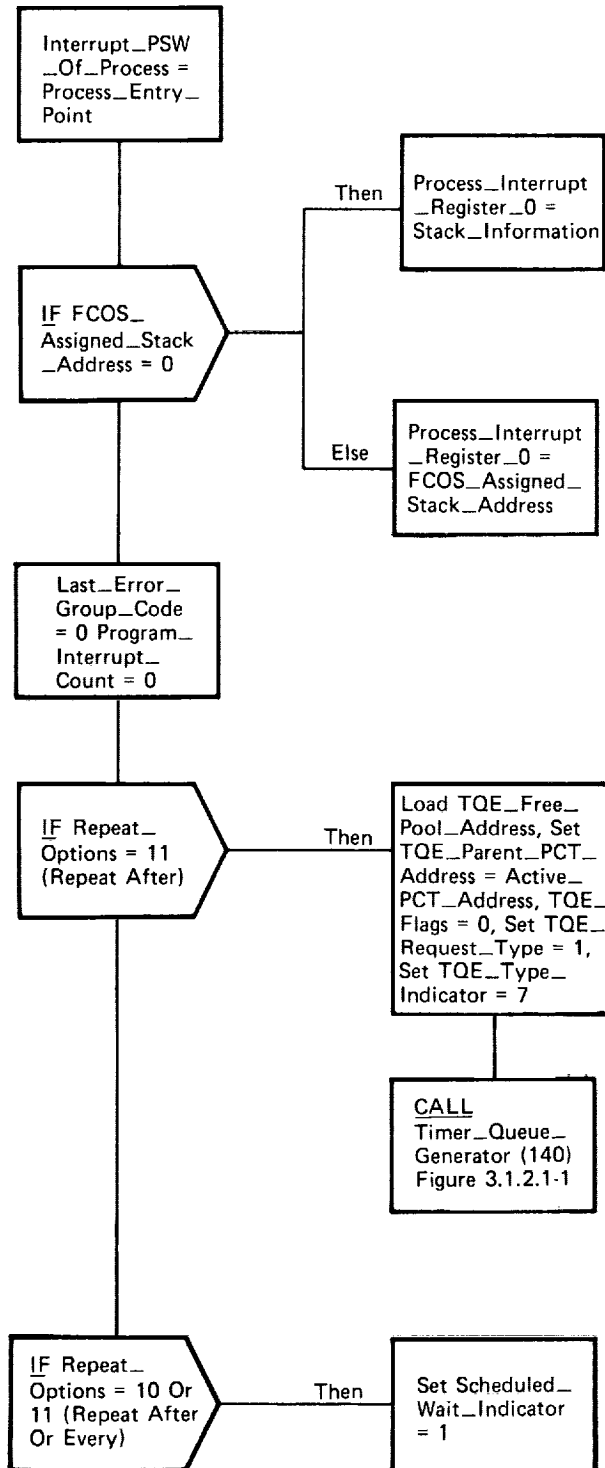 Interrupt_PSW
_Of_Process =
Process_Entry_
Point
Then
Process_Interrupt
_Register_0 =
Stack_Information
IF FCOS_
Assigned_Stack
_Address = 0
Else
Process_Interrupt
_Register_0 =
FCOS_Assigned_
Stack_Address
Last_Error_
Group_Code
= 0 Program_
Interrupt_
Count = 0
IF Repeat_
Options = 11
(Repeat After)
Then
Load TQE_Free_
Pool_Address, Set
TQE_Parent_PCT_
Address = Active_
PCT_Address, TQE_
Flags = 0, Set TQE_
Request_Type = 1,
Set TQE_Type_
Indicator = 7
CALL
Timer_Queue_
Generator (140)
Figure 3.1.2.1-1
IF Repeat_
Options = 10 Or
11 (Repeat After
Or Every)
Then
Set Scheduled_
Wait_Indicator
= 1